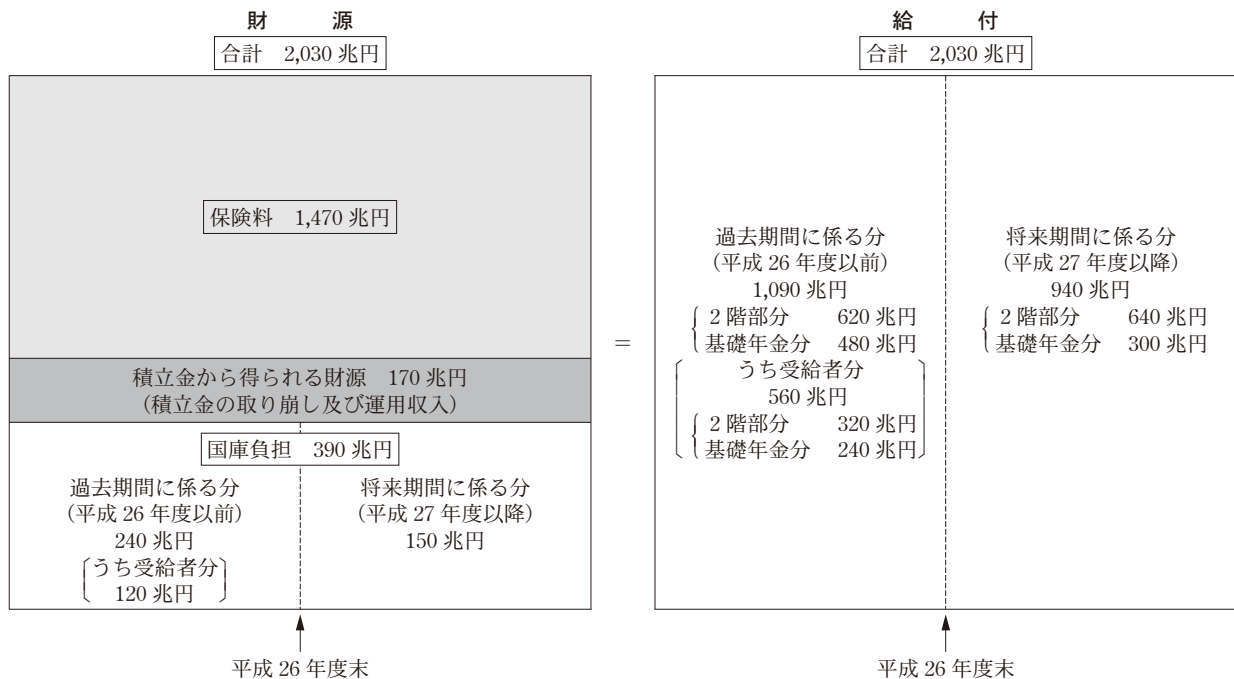 財　源
合計　2,030 兆円
保険料　1,470 兆円
積立金から得られる財源　170 兆円
（積立金の取り崩し及び運用収入）
国庫負担　390 兆円
過去期間に係る分
（平成 26 年度以前）
240 兆円
うち受給者分
120 兆円
将来期間に係る分
（平成 27 年度以降）
150 兆円
平成 26 年度末
＝
給　付
合計　2,030 兆円
過去期間に係る分
（平成 26 年度以前）
1,090 兆円
2 階部分　620 兆円
基礎年金分　480 兆円
うち受給者分
560 兆円
2 階部分　320 兆円
基礎年金分　240 兆円
将来期間に係る分
（平成 27 年度以降）
940 兆円
2 階部分　640 兆円
基礎年金分　300 兆円
平成 26 年度末